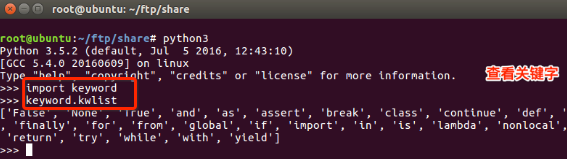 root@ubuntu: ~/ftp/share
root@ubuntu:~/ftp/share# python3
Python 3.5.2 (default, Jul  5 2016, 12:43:10)
[GCC 5.4.0 20160609] on linux
Type "help", "copyright", "credits" or "license" for more information.
>>> import keyword
查看关键字
>>> keyword.kwlist
['False', 'None', 'True', 'and', 'as', 'assert', 'break', 'class', 'continue', 'def',
, 'finally', 'for', 'from', 'global', 'if', 'import', 'in', 'is', 'lambda', 'nonlocal',
'return', 'try', 'while', 'with', 'yield']
>>>